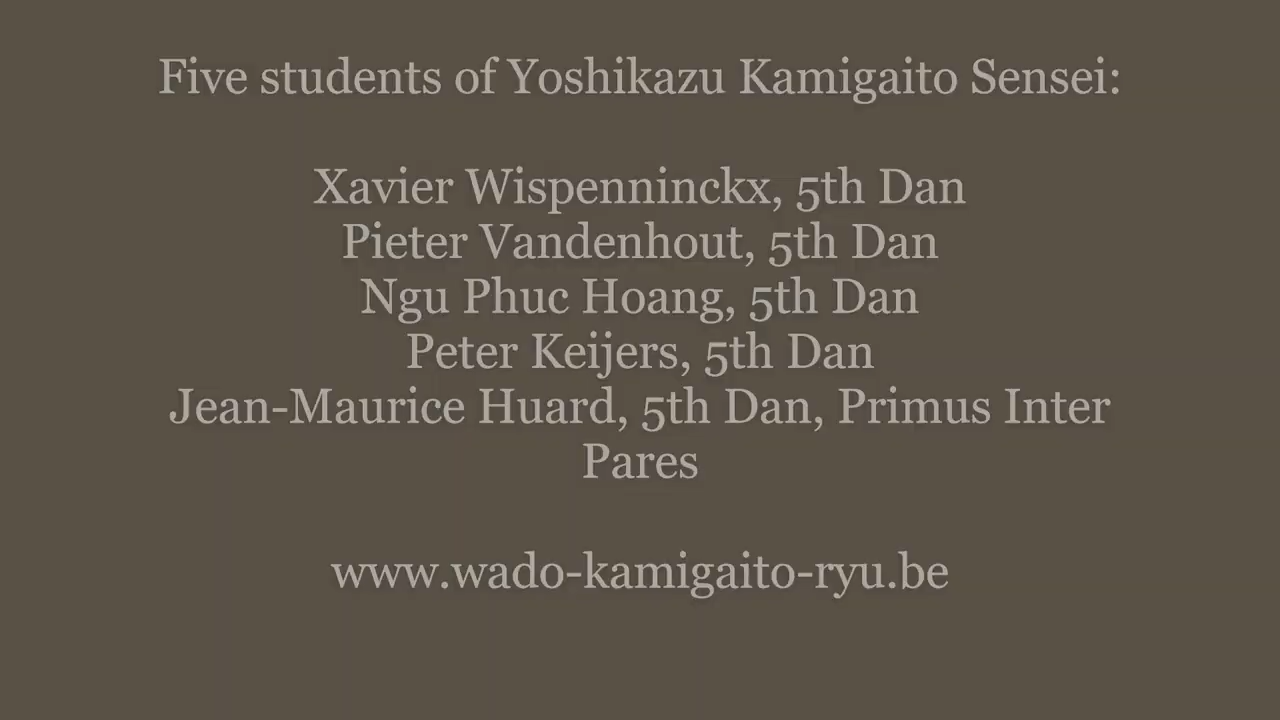 Five students of Yoshikazu Kamigaito Sensei:
Xavier Wispenninckx, 5th Dan
Pieter Vandenhout, 5th Dan
Ngu Phuc Hoang, 5th Dan
Peter Keijers, 5th Dan
Jean-Maurice Huard, 5th Dan, Primus Inter
Pares
www.wado-kamigaito-ryu.be